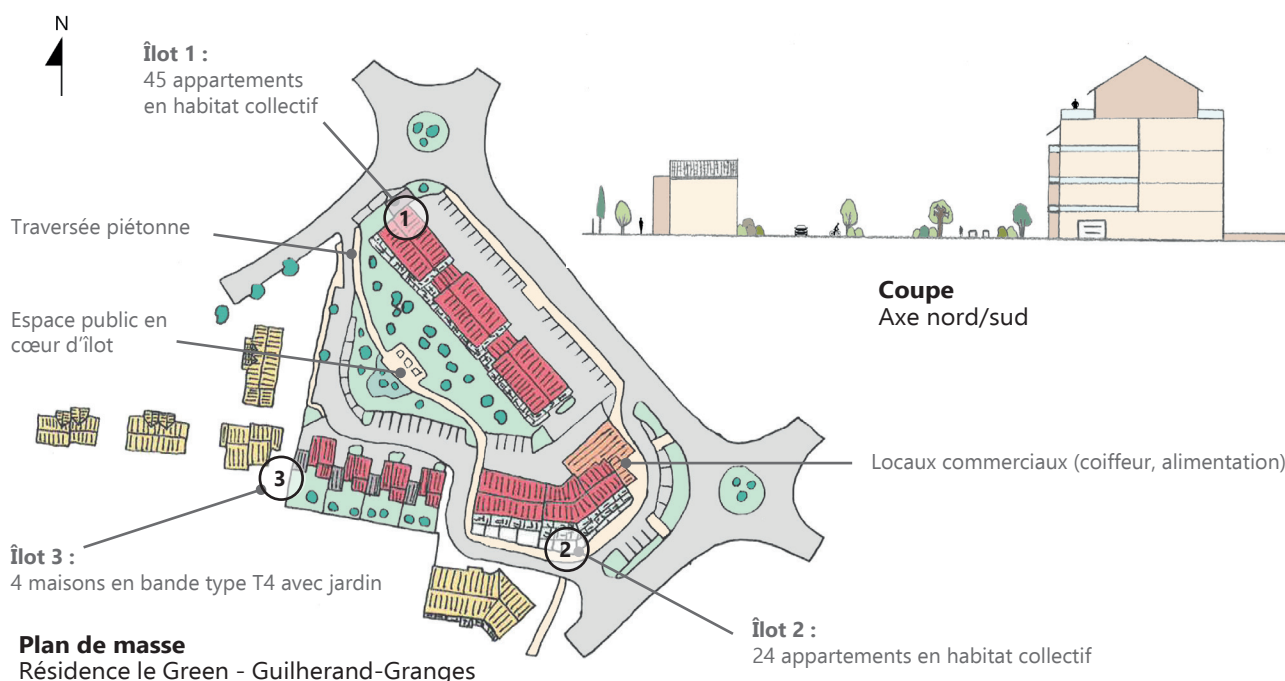 N
Îlot 1 :
45 appartements
en habitat collectif
1
Traversée piétonne
Coupe
Axe nord/sud
Espace public en
cœur d'îlot
Locaux commerciaux (coiffeur, alimentation)
3
Îlot 3 :
4 maisons en bande type T4 avec jardin
2
Îlot 2 :
24 appartements en habitat collectif
Plan de masse
Résidence le Green - Guilherand-Granges